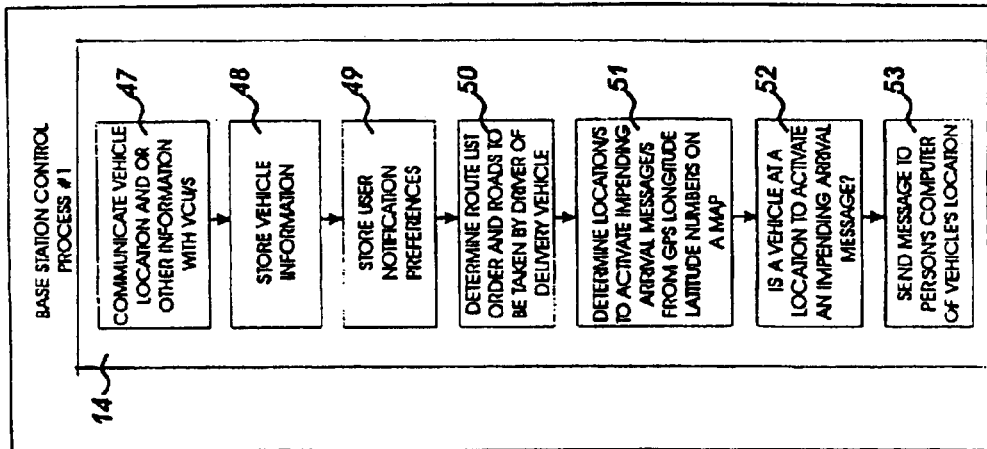 BASE STATION CONTROL
PROCESS #1
14
47
COMMUNICATE VEHICLE
LOCATION AND OR
OTHER INFORMATION
WITH VCU/S
48
STORE VEHICLE
INFORMATION
49
STORE USER
NOTIFICATION
PREFERENCES
50
DETERMINE ROUTE LIST
ORDER AND ROADS TO
BE TAKEN BY DRIVER OF
DELIVERY VEHICLE
51
DETERMINE LOCATION/S
TO ACTIVATE IMPENDING
ARRIVAL MESSAGE/S
FROM GPS LONGITUDE
LATITUDE NUMBERS ON
A MAP
52
IS A VEHICLE AT A
LOCATION TO ACTIVATE
AN IMPENDING ARRIVAL
MESSAGE?
53
SEND MESSAGE TO
PERSON'S COMPUTER
OF VEHICLE'S LOCATION